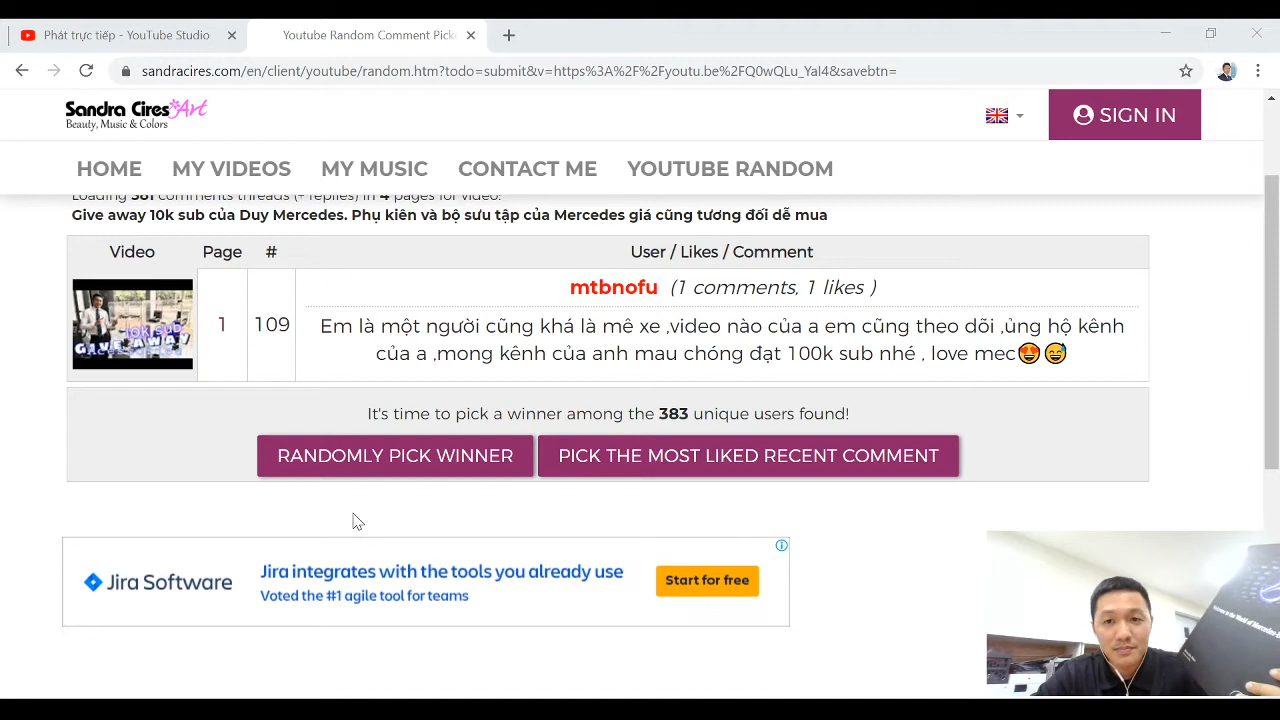 Phát trực tiếp - YouTube Studio
Youtube Random Comment Picke
sandracires.com/en/client/youtube/random.htm?todo=submit&v=https%3A%2F%2Fyoutu.be%2FQ0wQLu_YaI4&savebtn=
Sandra Cires Art
Beauty, Music & Colors
SIGN IN
HOME MY VIDEOS MY MUSIC CONTACT ME YOUTUBE RANDOM
Loading 381 comments threads (+ replies) in 4 pages for video:
Give away 10k sub của Duy Mercedes. Phụ kiên và bộ sưu tập của Mercedes giá cũng tương đối dễ mua
Video Page # User / Likes / Comment
mtbnofu (1 comments, 1 likes )
10K SUB
GIVE AWAY
1 109 Em là một người cũng khá là mê xe ,video nào của a em cũng theo dõi ,ủng hộ kênh
của a ,mong kênh của anh mau chóng đạt 100k sub nhé , love mec😍😅
It's time to pick a winner among the 383 unique users found!
RANDOMLY PICK WINNER PICK THE MOST LIKED RECENT COMMENT
Jira Software
Jira integrates with the tools you already use
Voted the #1 agile tool for teams
Start for free